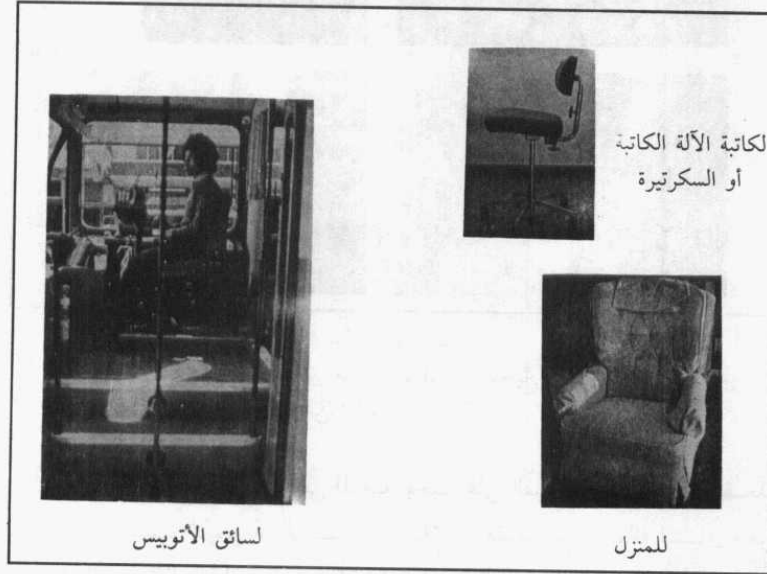 لكاتبة الآلة الكاتبة
أو السكرتيرة
لسائق الأتوبيس
للمنزل